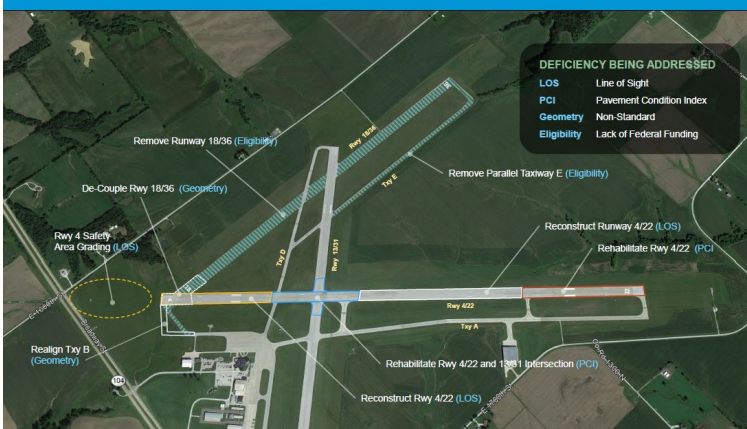 DEFICIENCY BEING ADDRESSED
LOS Line of Sight
PCI Pavement Condition Index
Geometry Non-Standard
Eligibility Lack of Federal Funding
Rwy 18/36
Remove Runway 18/36 (Eligibility)
Remove Parallel Taxiway E (Eligibility)
Txy E
De-Couple Rwy 18/36 (Geometry)
Reconstruct Runway 4/22 (LOS)
Rwy 4 Safety
Area Grading (LOS)
Txy D
Rwy 13/31
Rehabilitate Rwy 4/22 (PCI
Rwy 4/22
Txy A
Realign Txy B
(Geometry)
Rehabilitate Rwy 4/22 and 13/31 Intersection (PCI)
104
Reconstruct Rwy 4/22 (LOS)